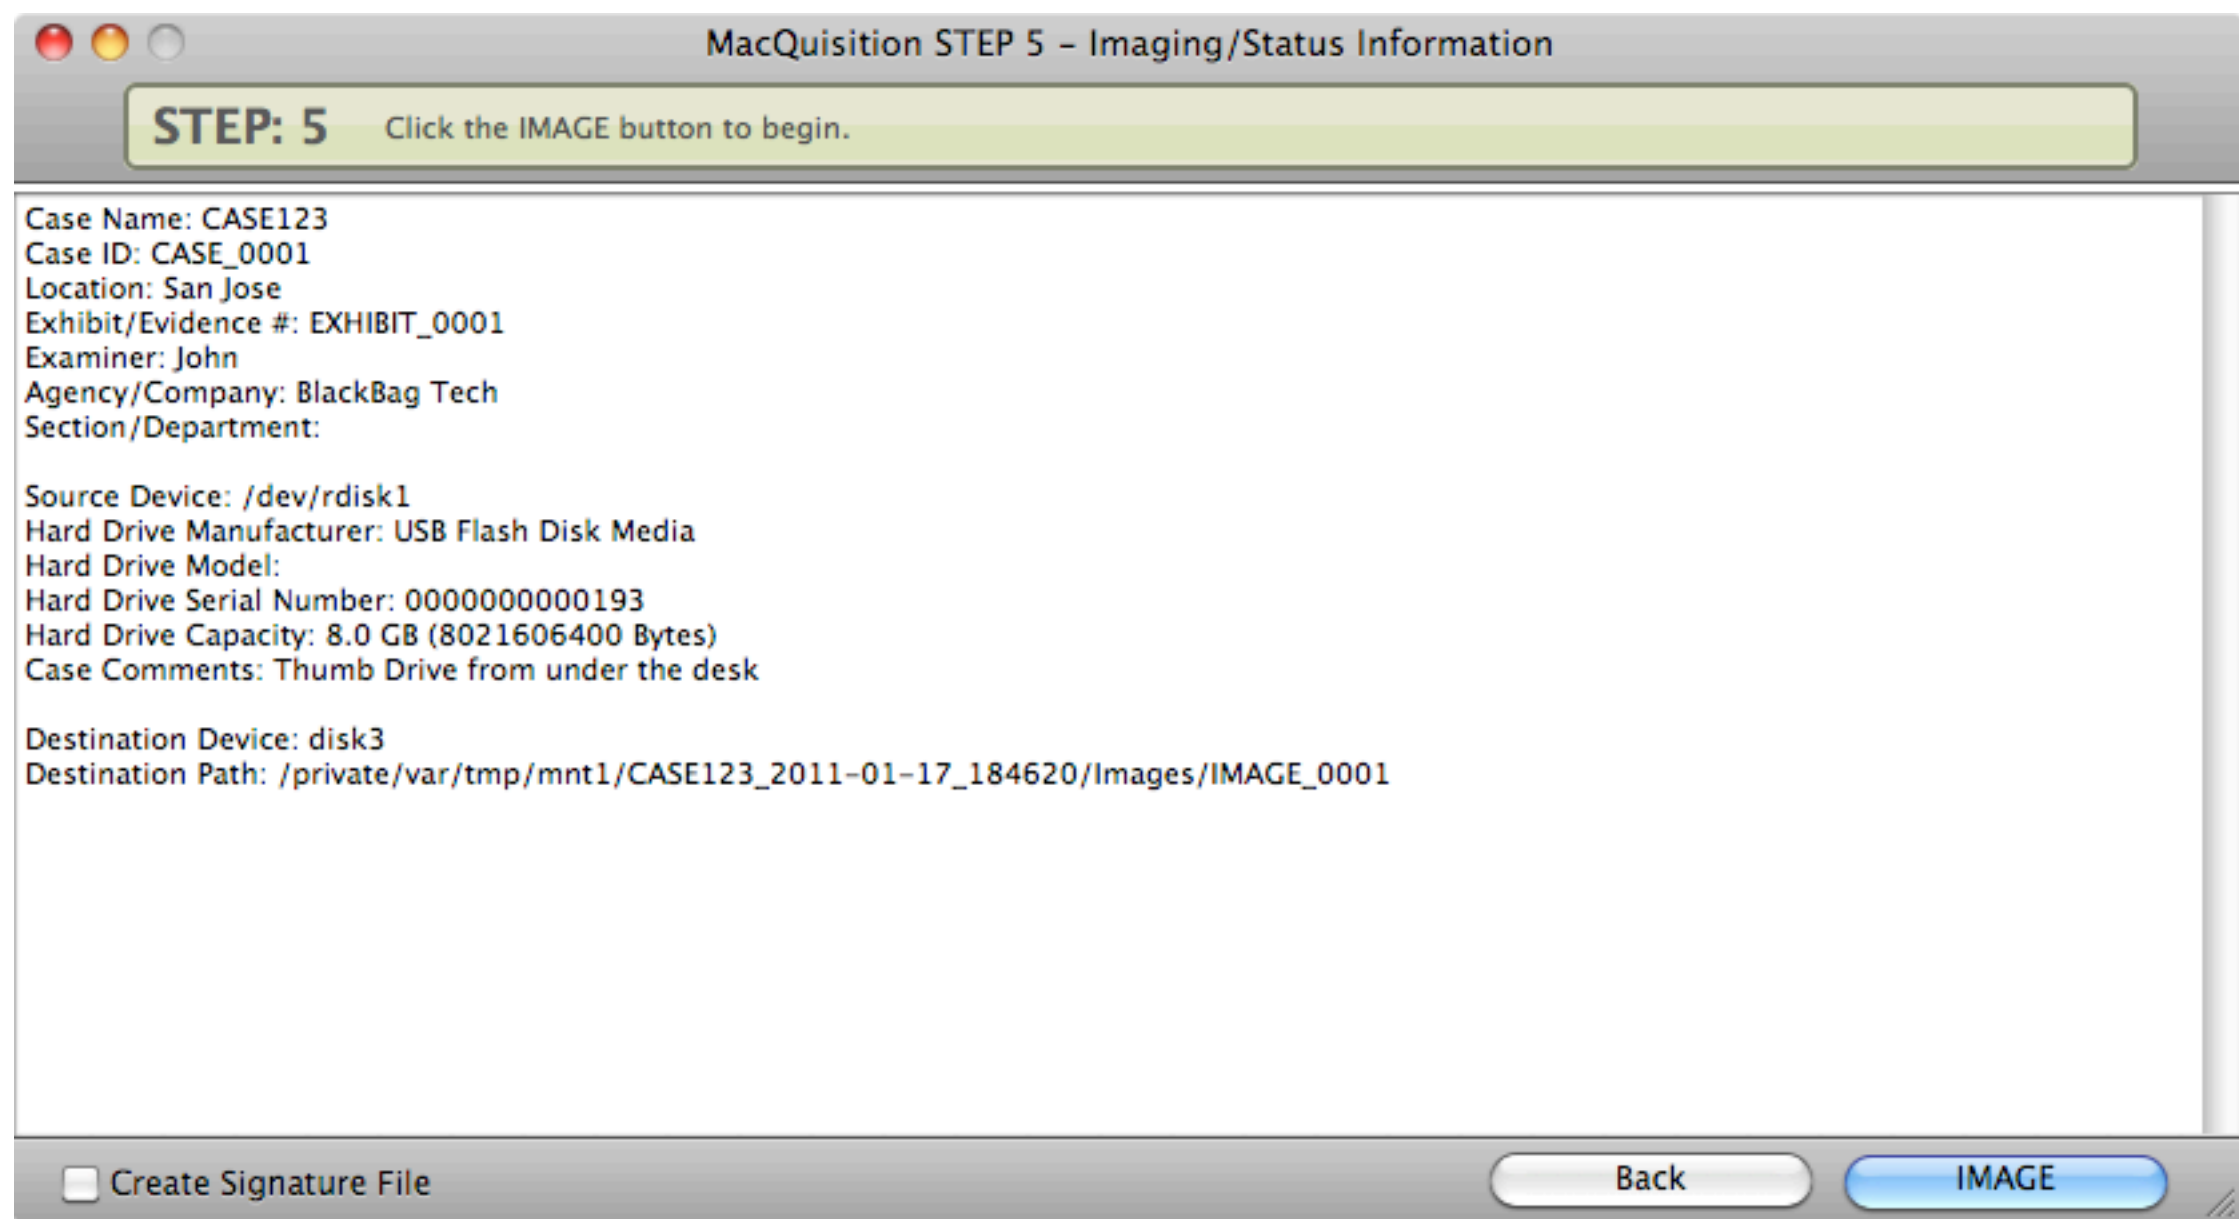 MacQuisition STEP 5 – Imaging/Status Information
STEP: 5 Click the IMAGE button to begin.
Case Name: CASE123
Case ID: CASE_0001
Location: San Jose
Exhibit/Evidence #: EXHIBIT_0001
Examiner: John
Agency/Company: BlackBag Tech
Section/Department:
Source Device: /dev/rdisk1
Hard Drive Manufacturer: USB Flash Disk Media
Hard Drive Model:
Hard Drive Serial Number: 0000000000193
Hard Drive Capacity: 8.0 GB (8021606400 Bytes)
Case Comments: Thumb Drive from under the desk
Destination Device: disk3
Destination Path: /private/var/tmp/mnt1/CASE123_2011-01-17_184620/Images/IMAGE_0001
Create Signature File Back IMAGE